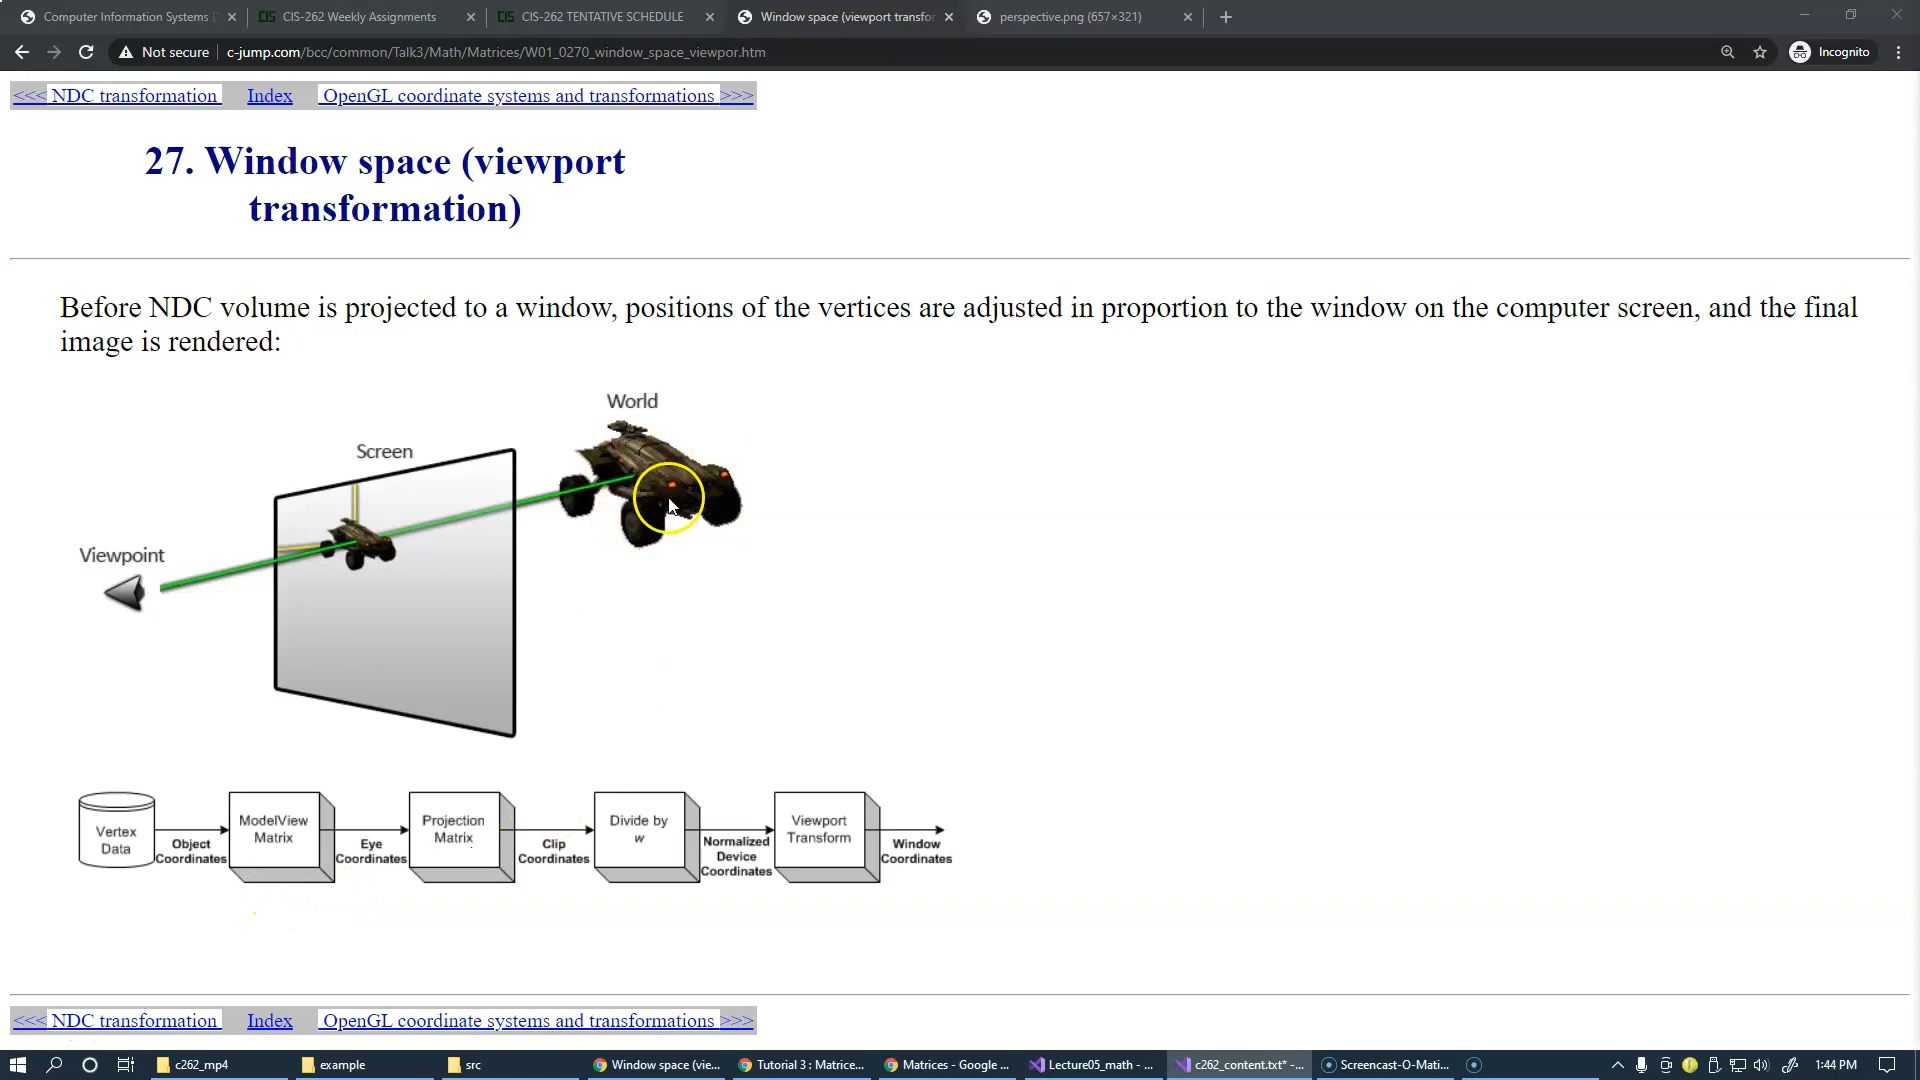 Computer Information Systems D
CIS-262 Weekly Assignments
CIS CIS-262 TENTATIVE SCHEDULE
Window space (viewport transfor
perspective.png (657×321)
Not secure
c-jump.com/bcc/common/Talk3/Math/Matrices/W01_0270_window_space_viewpor.htm
Incognito
<<< NDC transformation Index OpenGL coordinate systems and transformations >>>
27. Window space (viewport
transformation)
Before NDC volume is projected to a window, positions of the vertices are adjusted in proportion to the window on the computer screen, and the final
image is rendered:
World
Screen
Viewpoint
Vertex
Data
Object
Coordinates
ModelView
Matrix
Eye
Coordinates
Projection
Matrix
Clip
Coordinates
Divide by
w
Normalized
Device
Coordinates
Viewport
Transform
Window
Coordinates
<<< NDC transformation Index OpenGL coordinate systems and transformations >>>
c262_mp4
example
src
Window space (vie...
Tutorial 3 : Matrice...
Matrices - Google ...
Lecture05_math - ...
c262_content.txt* -...
Screencast-O-Mati...
1:44 PM